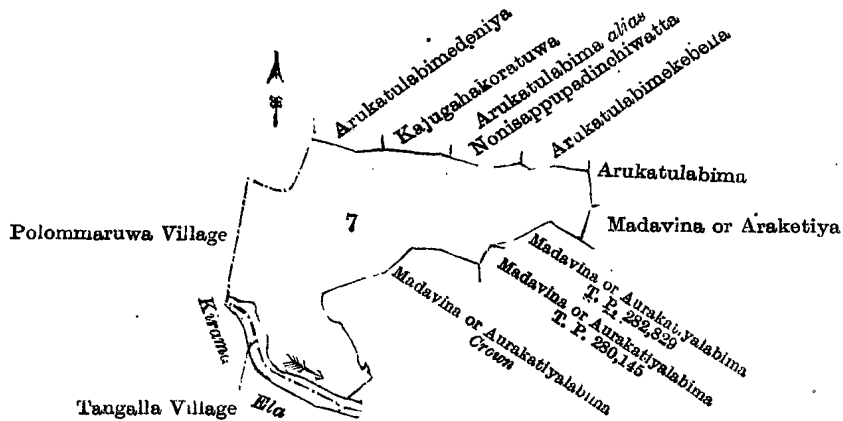 Arukatulabimedeniya
Kajugahakoratuwa
Arukatulabima alias
Nonisappupadinchiwatta
Arukatulabimekebella
Arukatulabima
Madavina or Araketiya
7
Polommaruwa Village
Madavina or Aurakatiyalabima
T. P. 282,829
Madavina or Aurakatiyalabima
T. P. 280,145
Madavina or Aurakatiyalabima
Crown
Kirama
Ela
Tangalla Village